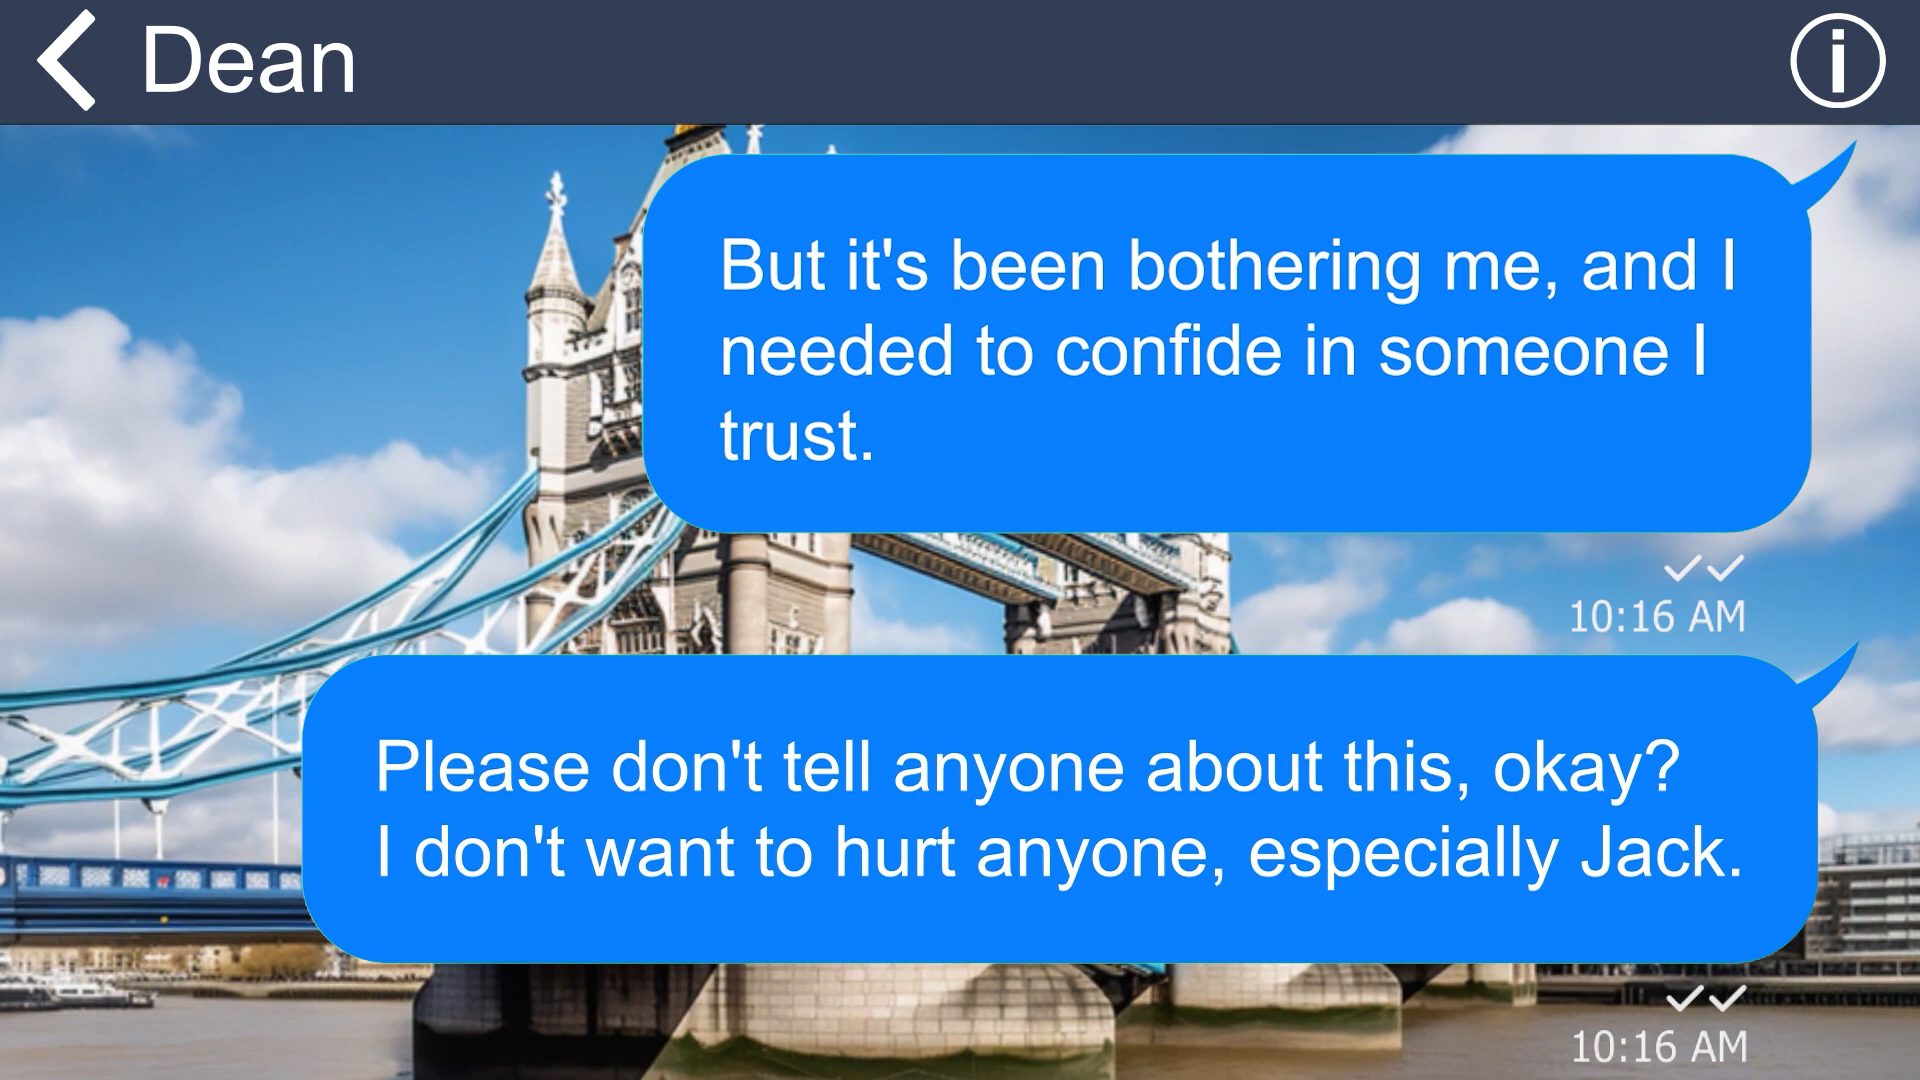 Dean
But it's been bothering me, and I
needed to confide in someone I
trust.
10:16 AM
Please don't tell anyone about this, okay?
I don't want to hurt anyone, especially Jack.
10:16 AM